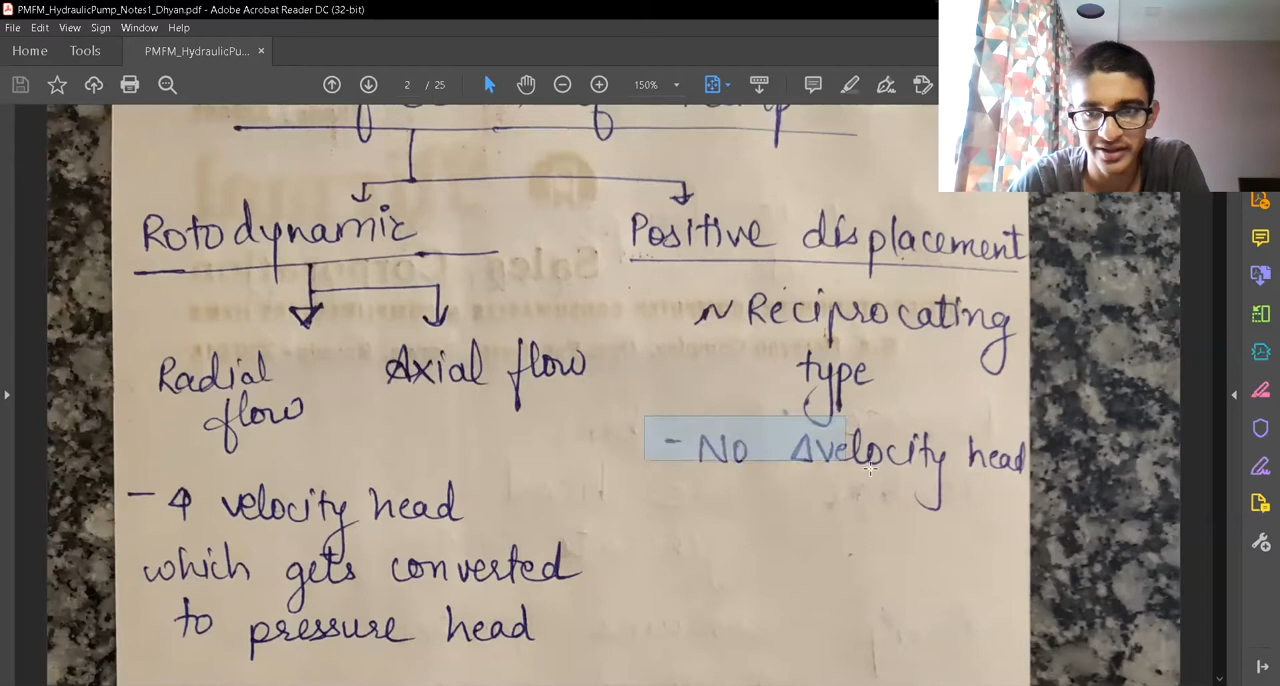 PMFM_HydraulicPump_Notes1_Dhyan.pdf - Adobe Acrobat Reader DC (32-bit)
File Edit View Sign Window Help
Home Tools PMFM_HydraulicPu... ×
2 / 25 150%
Rotodynamic
Positive displacement
Radial flow
Axial flow
~ Reciprocating
type
- No Δvelocity head
- ↑ velocity head
which gets converted
to pressure head